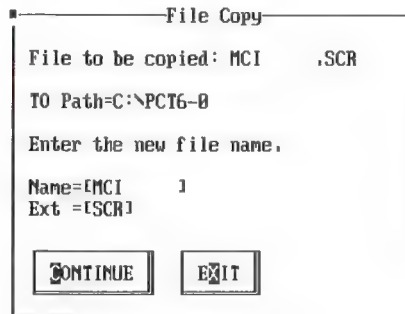 File Copy
File to be copied: MCI .SCR
TO Path=C:\PCT6-0
Enter the new file name.
Name=[MCI ]
Ext =[SCR]
CONTINUE EXIT